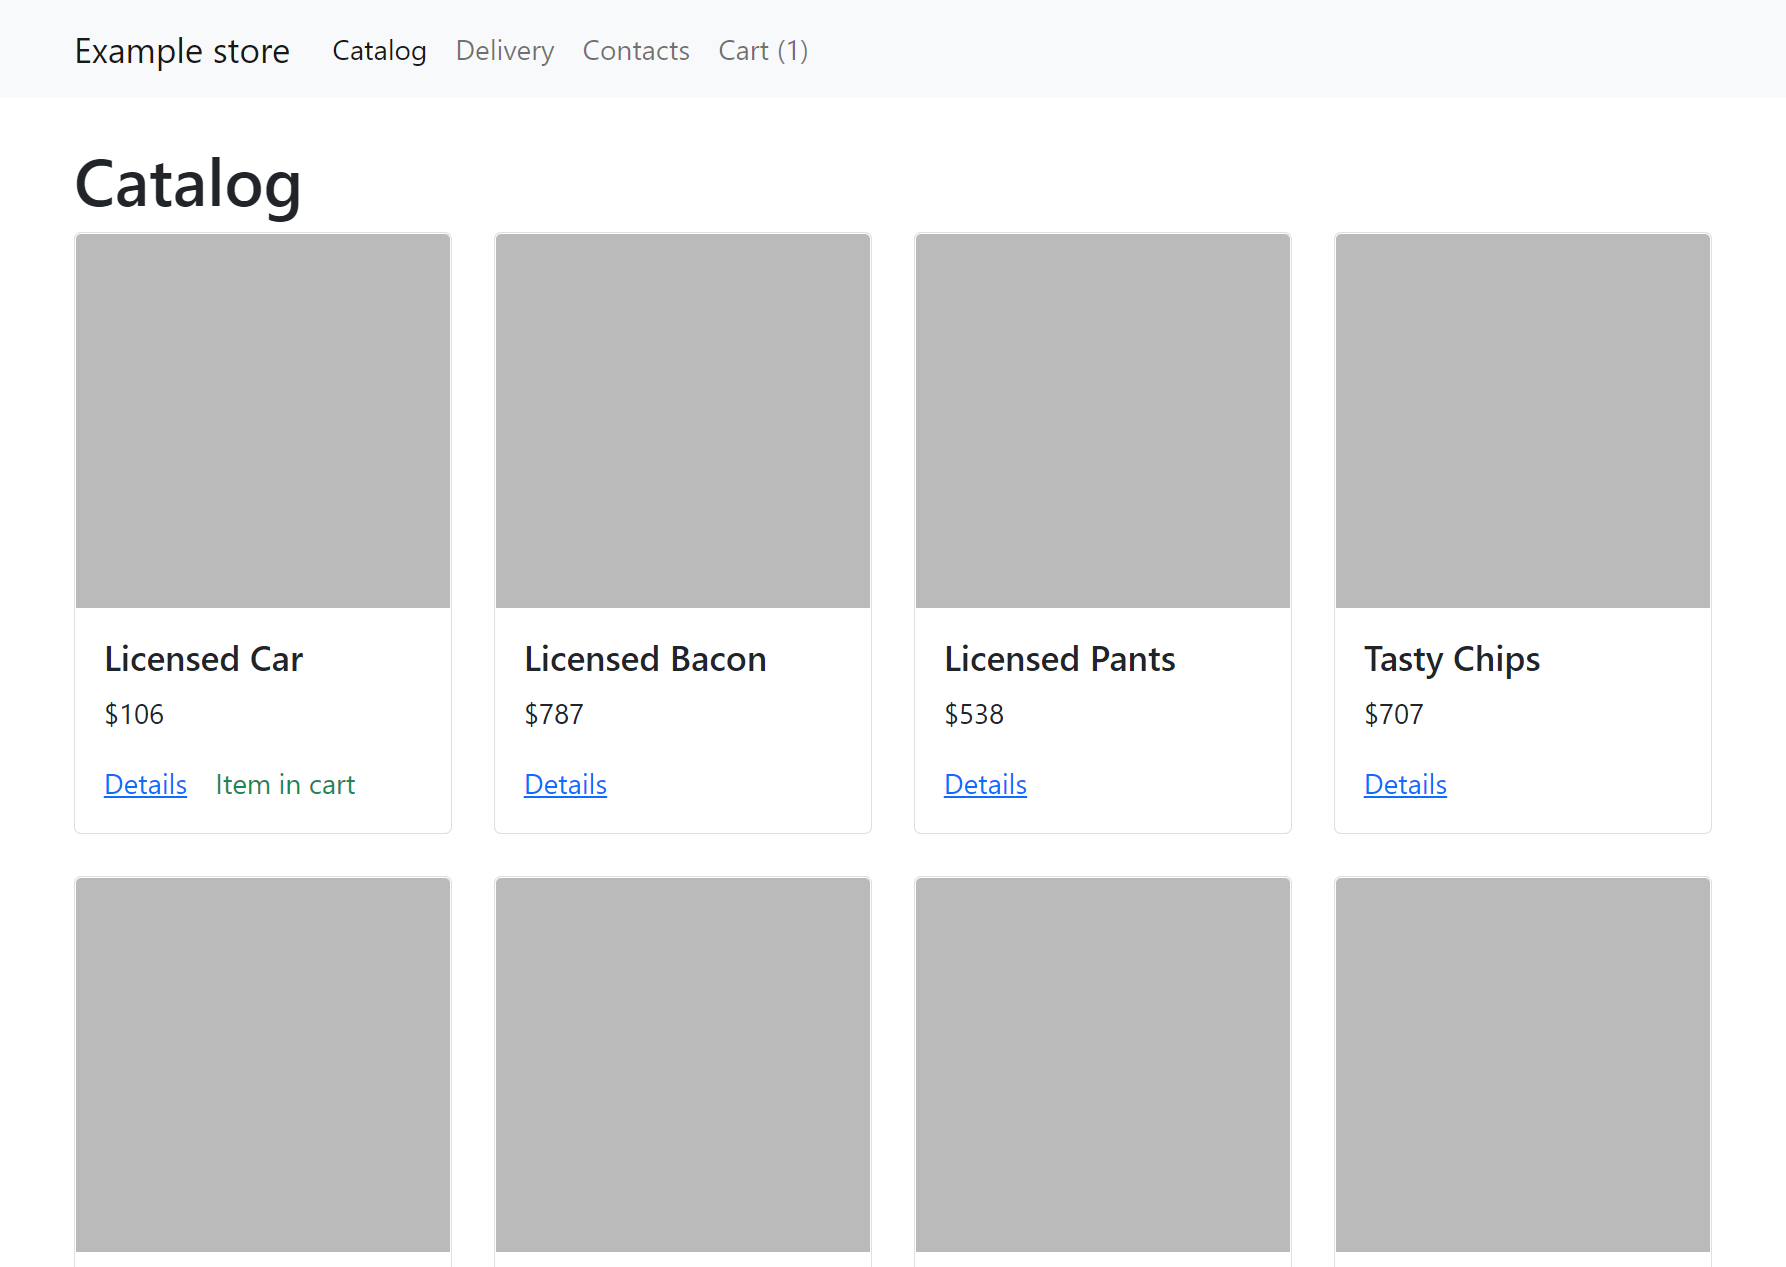 Example store Catalog Delivery Contacts Cart (1)
Catalog
Licensed Car
$106
Details Item in cart
Licensed Bacon
$787
Details
Licensed Pants
$538
Details
Tasty Chips
$707
Details